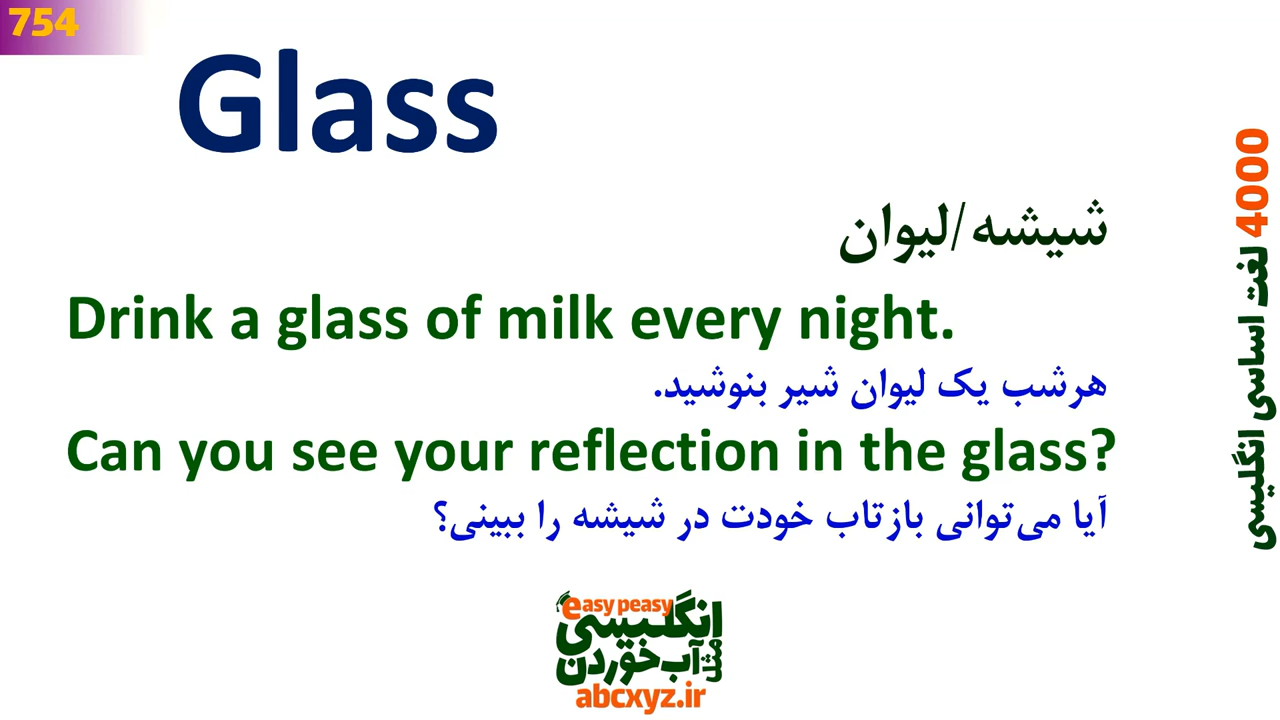 754
Glass
شیشه/لیوان
Drink a glass of milk every night.
هرشب یک لیوان شیر بنوشید.
Can you see your reflection in the glass?
آیا می‌توانی بازتاب خودت در شیشه را ببینی؟
4000 لغت اساسی انگلیسی
easy peasy
انگلیسی
مثل آب خوردن
abcxyz.ir